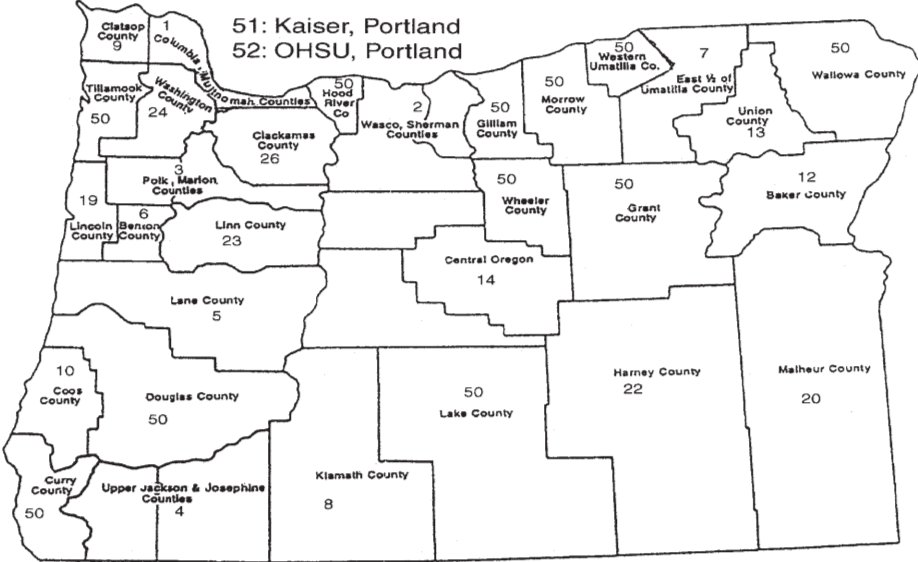 51: Kaiser, Portland
52: OHSU, Portland
Clatsop
County
9
1
Columbia, Multno
mah Counties
Tillamook
County
50
Washington
County
24
50
Hood
River
Co
2
Wasco, Sherman
Counties
50
Gilliam
County
50
Morrow
County
50
Western
Umatilla Co.
7
East ½ of
Umatilla County
50
Wallowa County
Union
County
13
Clackamas
County
26
3
Polk, Marion
Counties
19
Lincoln
County
6
Benton
County
Linn County
23
50
Wheeler
County
50
Grant
County
12
Baker County
Central Oregon
14
Lane County
5
10
Coos
County
Douglas County
50
50
Lake County
Harney County
22
Malheur County
20
Curry
County
50
Upper Jackson & Josephine
Counties
4
Klamath County
8